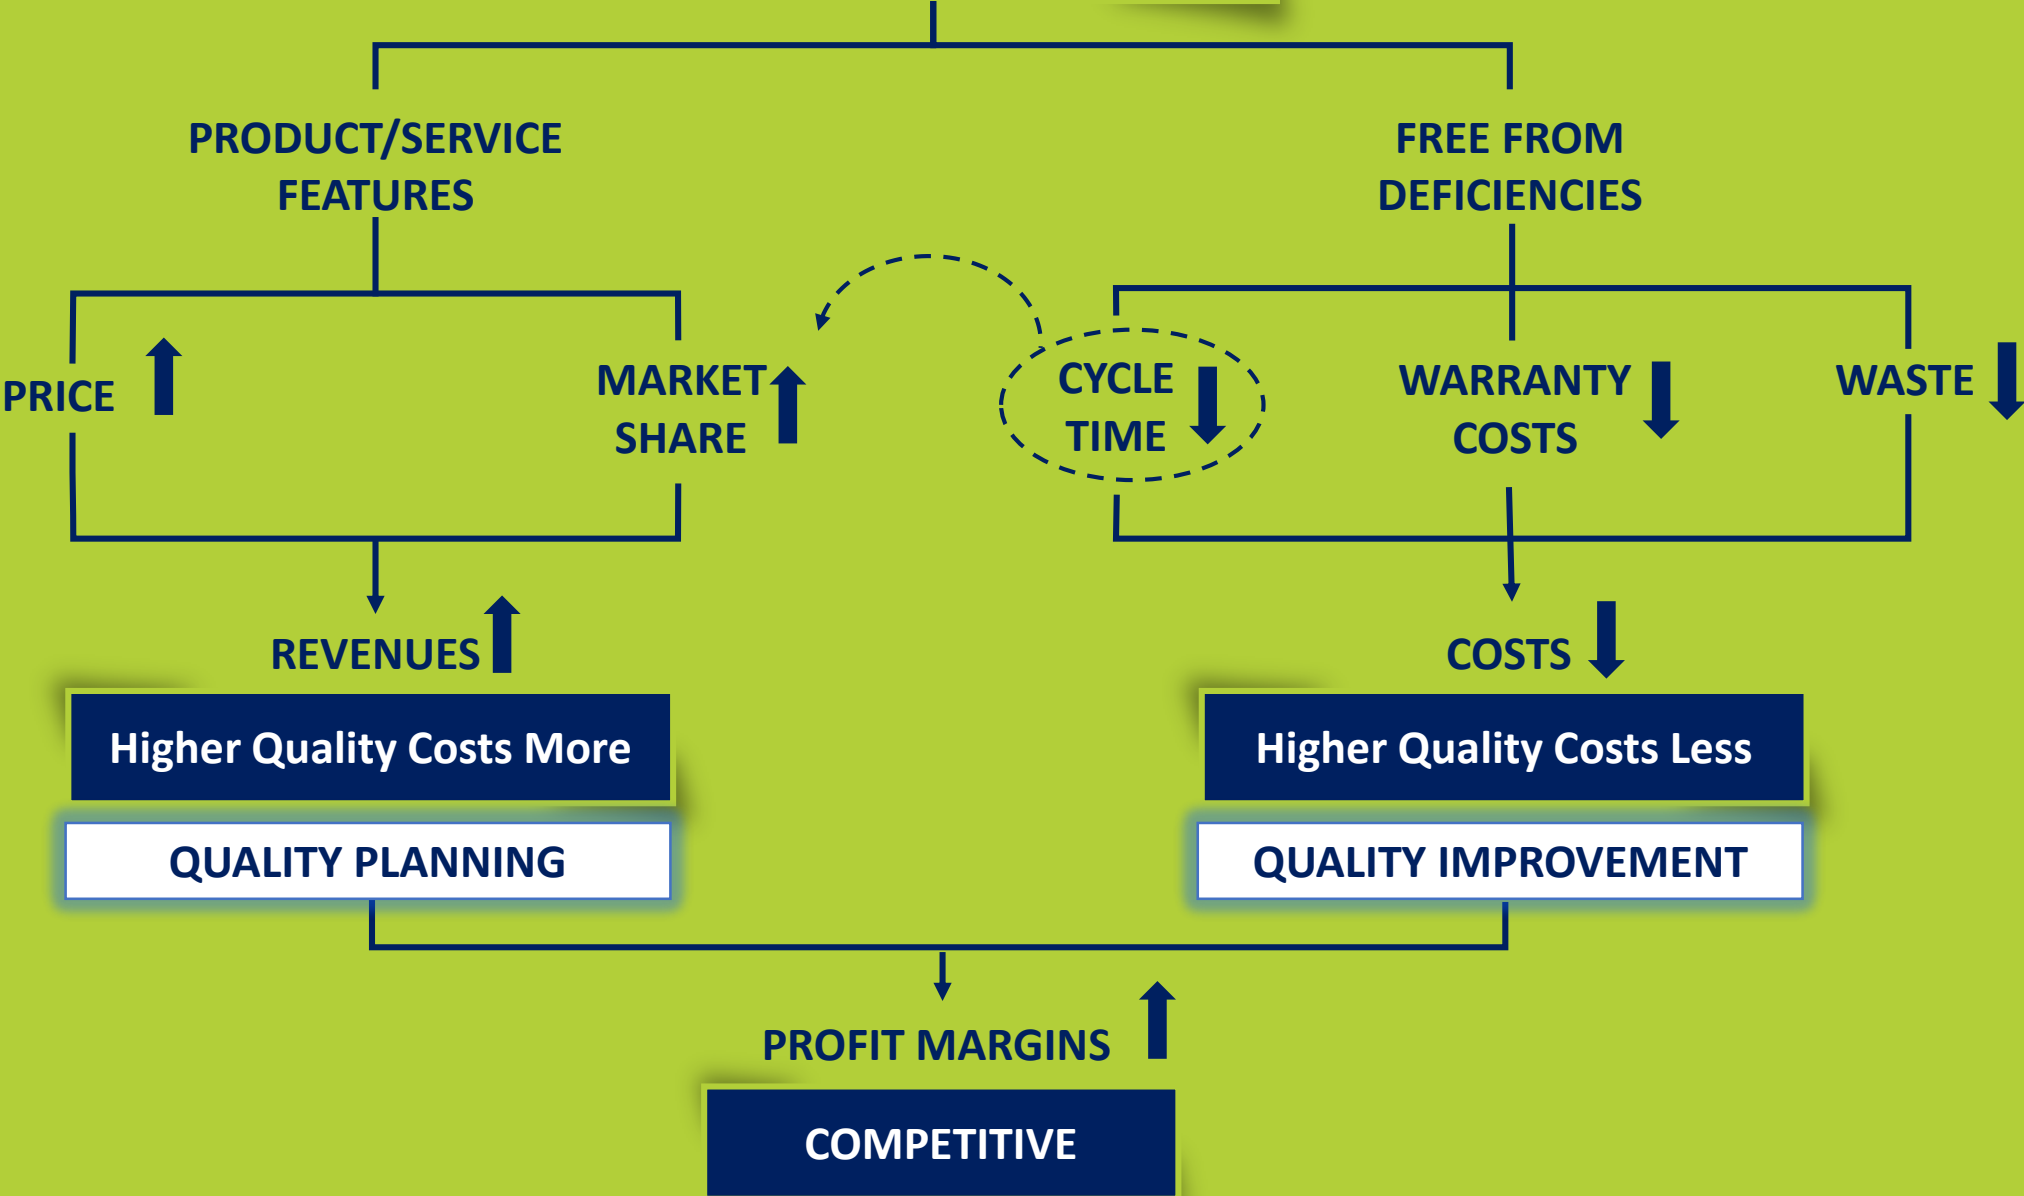 PRODUCT/SERVICE
FEATURES
FREE FROM
DEFICIENCIES
PRICE
MARKET
SHARE
CYCLE
TIME
WARRANTY
COSTS
WASTE
REVENUES
COSTS
Higher Quality Costs More
Higher Quality Costs Less
QUALITY PLANNING
QUALITY IMPROVEMENT
PROFIT MARGINS
COMPETITIVE